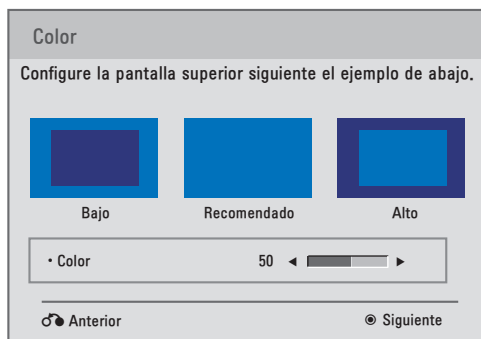 Color
Configure la pantalla superior siguiente el ejemplo de abajo.
Bajo Recomendado Alto
• Color 50 ◄ ►
Anterior ◉ Siguiente